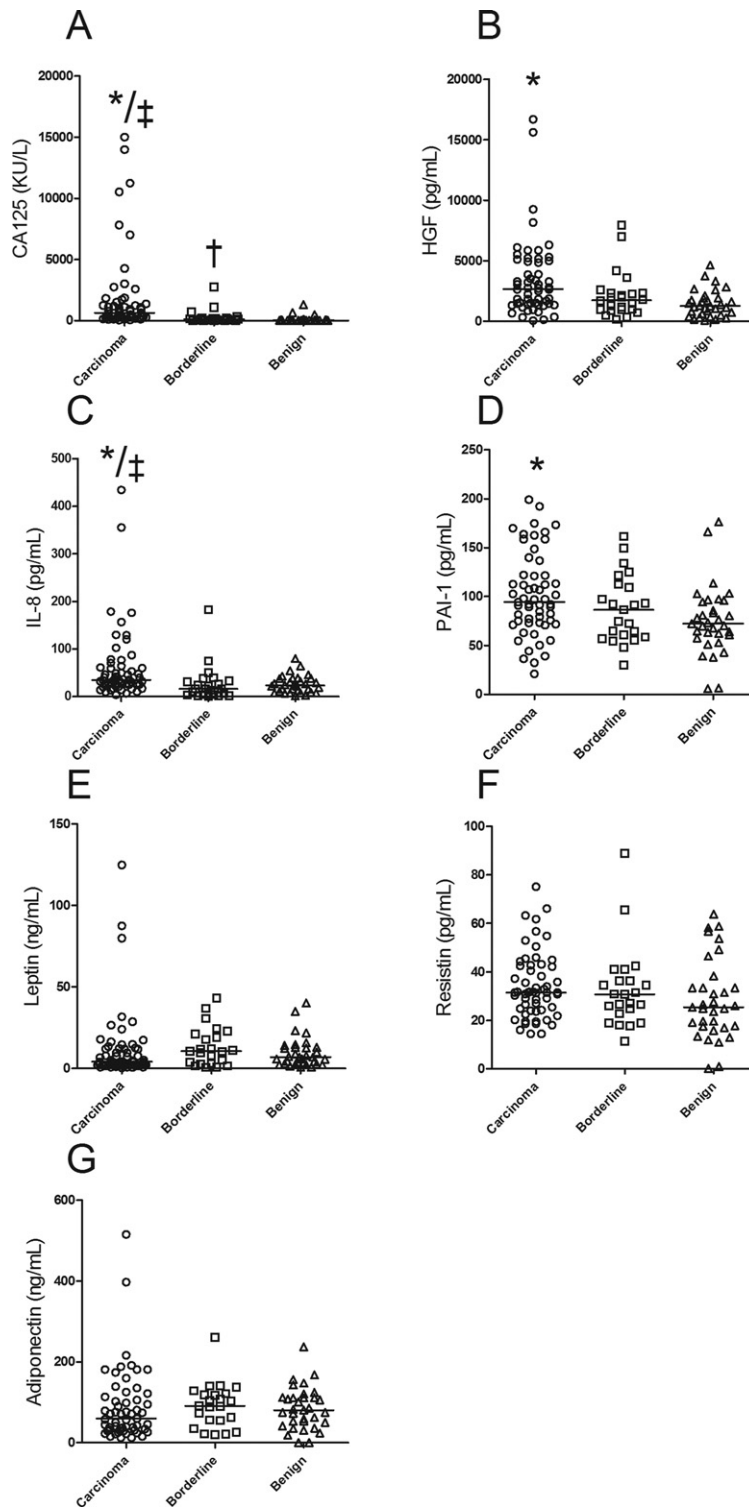 A
CA125 (KU/L)
20000
15000
10000
5000
0
*/‡
†
Carcinoma
Borderline
Benign
B
HGF (pg/mL)
20000
15000
10000
5000
0
*
Carcinoma
Borderline
Benign
C
IL-8 (pg/mL)
500
400
300
200
100
0
*/‡
Carcinoma
Borderline
Benign
D
PAI-1 (pg/mL)
250
200
150
100
50
0
*
Carcinoma
Borderline
Benign
E
Leptin (ng/mL)
150
100
50
0
Carcinoma
Borderline
Benign
F
Resistin (pg/mL)
100
80
60
40
20
0
Carcinoma
Borderline
Benign
G
Adiponectin (ng/mL)
600
400
200
0
Carcinoma
Borderline
Benign